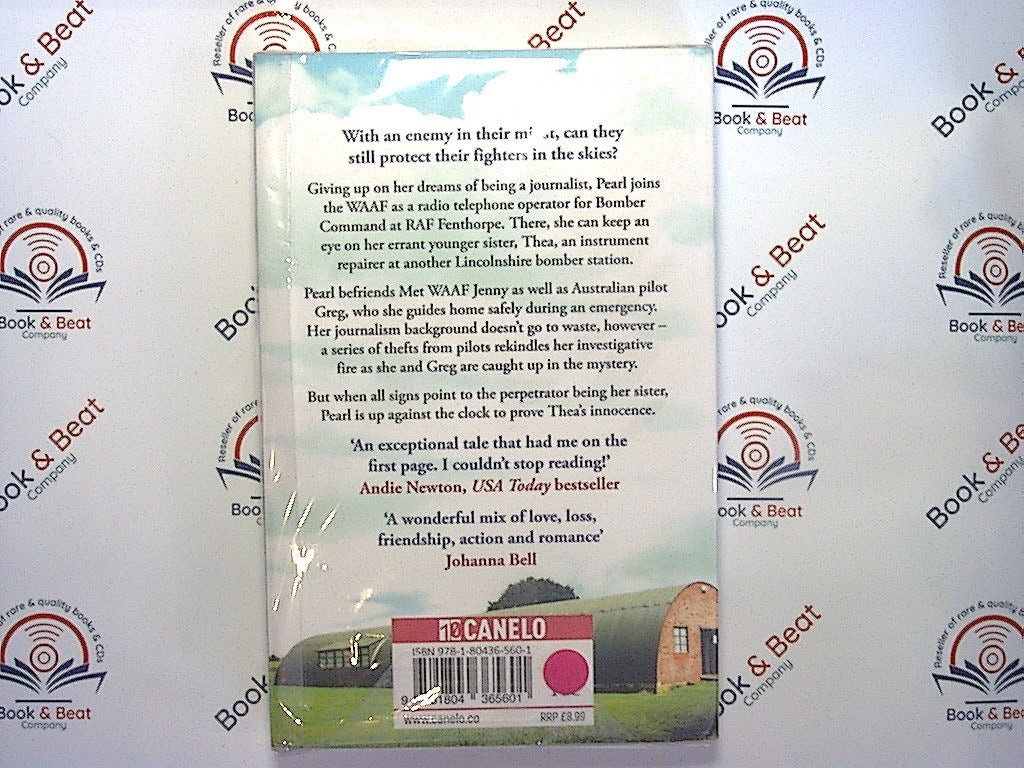 With an enemy in their midst, can they
still protect their fighters in the skies?
Giving up on her dreams of being a journalist, Pearl joins
the WAAF as a radio telephone operator for Bomber
Command at RAF Fenthorpe. There, she can keep an
eye on her errant younger sister, Thea, an instrument
repairer at another Lincolnshire bomber station.
Pearl befriends Met WAAF Jenny as well as Australian pilot
Greg, who she guides home safely during an emergency.
Her journalism background doesn't go to waste, however –
a series of thefts from pilots rekindles her investigative
fire as she and Greg are caught up in the mystery.
But when all signs point to the perpetrator being her sister,
Pearl is up against the clock to prove Thea's innocence.
'An exceptional tale that had me on the
first page. I couldn't stop reading!'
Andie Newton, USA Today bestseller
'A wonderful mix of love, loss,
friendship, action and romance'
Johanna Bell
10 CANELO
ISBN 978-1-80436-560-1
9 781804 365601
www.canelo.co
RRP £8.99
Reseller of rare & quality books & CDs
Book & Beat
Company